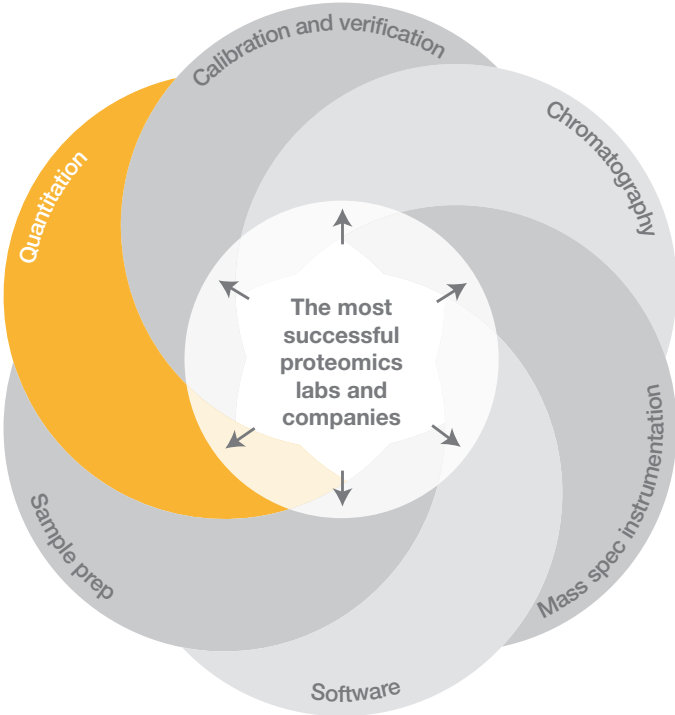 Calibration and verification
Chromatography
Quantitation
The most
successful
proteomics
labs and
companies
Mass spec instrumentation
Sample prep
Software